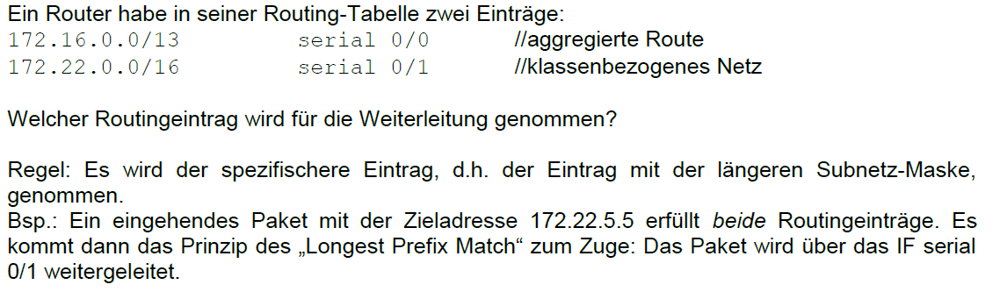 Ein Router habe in seiner Routing-Tabelle zwei Einträge:
172.16.0.0/13 serial 0/0 //aggregierte Route
172.22.0.0/16 serial 0/1 //klassenbezogenes Netz
Welcher Routingeintrag wird für die Weiterleitung genommen?
Regel: Es wird der spezifischere Eintrag, d.h. der Eintrag mit der längeren Subnetz-Maske,
genommen.
Bsp.: Ein eingehendes Paket mit der Zieladresse 172.22.5.5 erfüllt beide Routingeinträge. Es
kommt dann das Prinzip des „Longest Prefix Match“ zum Zuge: Das Paket wird über das IF serial
0/1 weitergeleitet.